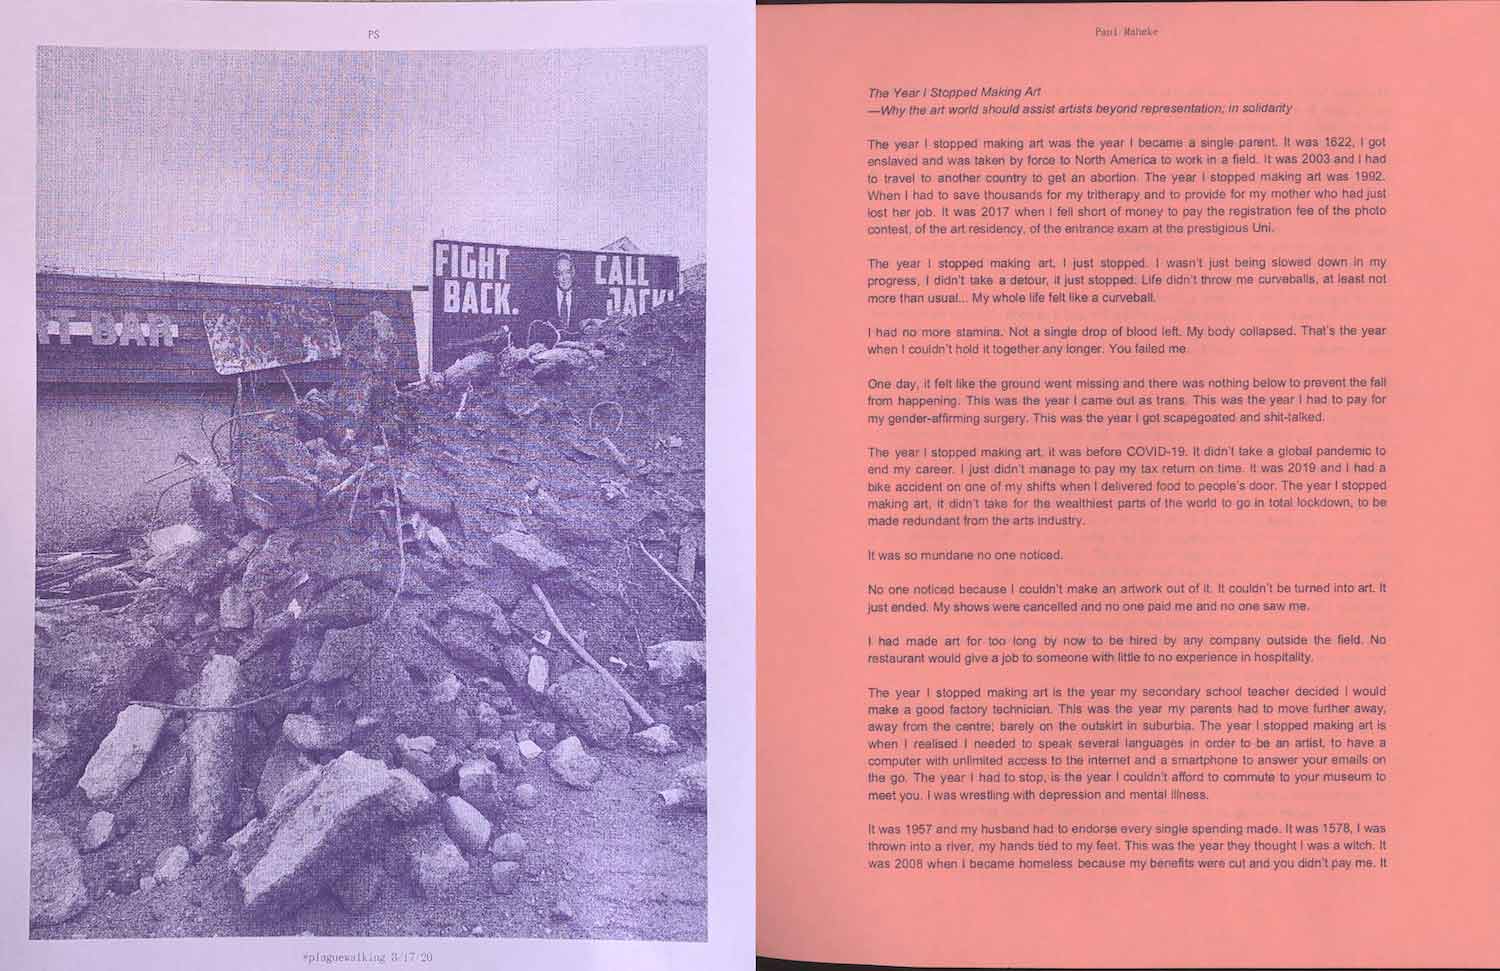 PS
FIGHT
BACK.
CALL
JACK!
T BAR
#plaguewalking 3/17/20
Paul Maheke
The Year I Stopped Making Art
—Why the art world should assist artists beyond representation; in solidarity
The year I stopped making art was the year I became a single parent. It was 1622, I got
enslaved and was taken by force to North America to work in a field. It was 2003 and I had
to travel to another country to get an abortion. The year I stopped making art was 1992.
When I had to save thousands for my tritherapy and to provide for my mother who had just
lost her job. It was 2017 when I fell short of money to pay the registration fee of the photo
contest, of the art residency, of the entrance exam at the prestigious Uni.
The year I stopped making art, I just stopped. I wasn't just being slowed down in my
progress, I didn't take a detour, it just stopped. Life didn't throw me curveballs, at least not
more than usual... My whole life felt like a curveball.
I had no more stamina. Not a single drop of blood left. My body collapsed. That's the year
when I couldn't hold it together any longer. You failed me.
One day, it felt like the ground went missing and there was nothing below to prevent the fall
from happening. This was the year I came out as trans. This was the year I had to pay for
my gender-affirming surgery. This was the year I got scapegoated and shit-talked.
The year I stopped making art, it was before COVID-19. It didn't take a global pandemic to
end my career. I just didn't manage to pay my tax return on time. It was 2019 and I had a
bike accident on one of my shifts when I delivered food to people's door. The year I stopped
making art, it didn't take for the wealthiest parts of the world to go in total lockdown, to be
made redundant from the arts industry.
It was so mundane no one noticed.
No one noticed because I couldn't make an artwork out of it. It couldn't be turned into art. It
just ended. My shows were cancelled and no one paid me and no one saw me.
I had made art for too long by now to be hired by any company outside the field. No
restaurant would give a job to someone with little to no experience in hospitality.
The year I stopped making art is the year my secondary school teacher decided I would
make a good factory technician. This was the year my parents had to move further away,
away from the centre; barely on the outskirt in suburbia. The year I stopped making art is
when I realised I needed to speak several languages in order to be an artist, to have a
computer with unlimited access to the internet and a smartphone to answer your emails on
the go. The year I had to stop, is the year I couldn't afford to commute to your museum to
meet you. I was wrestling with depression and mental illness.
It was 1957 and my husband had to endorse every single spending made. It was 1578, I was
thrown into a river, my hands tied to my feet. This was the year they thought I was a witch. It
was 2008 when I became homeless because my benefits were cut and you didn't pay me. It